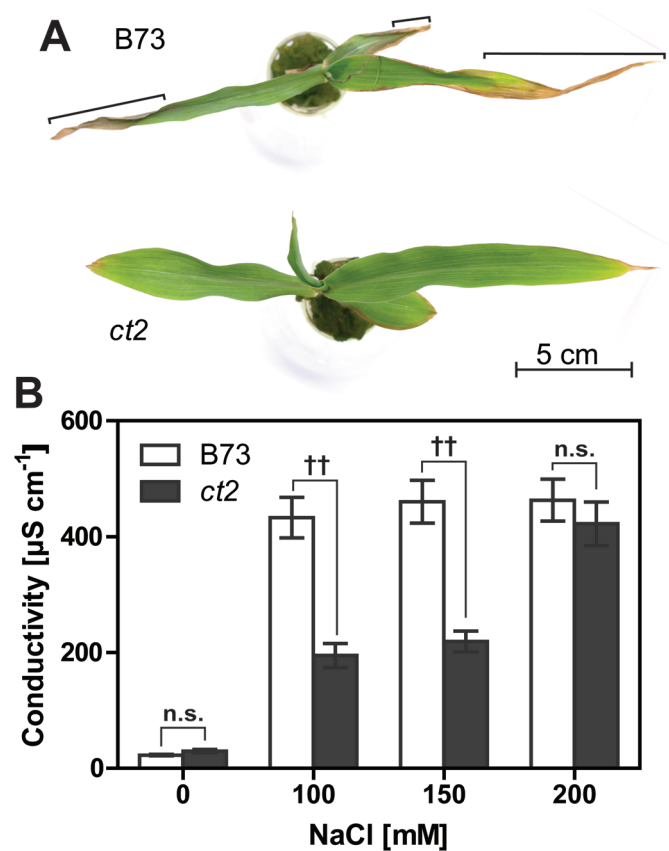 A
B73
ct2
5 cm
B
600
400
200
0
Conductivity [µS cm-1]
B73
ct2
n.s.
††
††
n.s.
0 100 150 200
NaCl [mM]